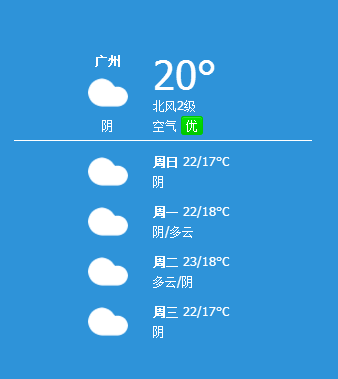 广州
20°
北风2级
阴
空气 优
周日 22/17°C
阴
周一 22/18°C
阴/多云
周二 23/18°C
多云/阴
周三 22/17°C
阴